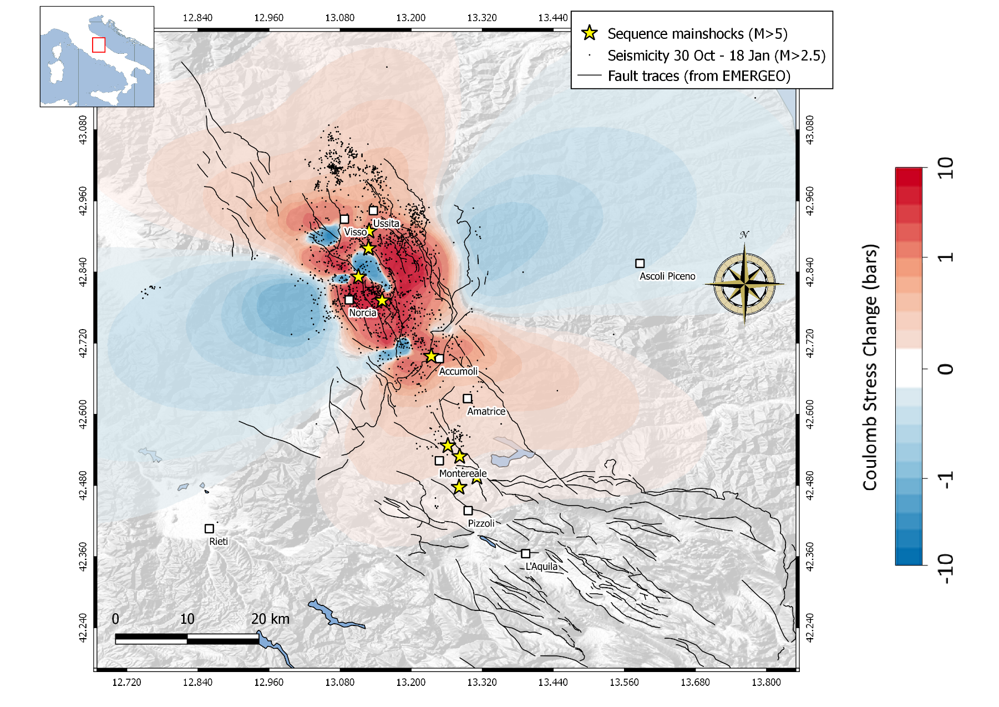 12.840 12.960 13.080 13.200 13.320 13.440
Sequence mainshocks (M>5)
Seismicity 30 Oct - 18 Jan (M>2.5)
Fault traces (from EMERGEO)
43.080
42.960
42.840
42.720
42.600
42.480
42.360
42.240
43.080
42.960
42.840
42.720
42.600
42.480
42.360
42.240
N
Ussita
Visso
Ascoli Piceno
Norcia
Accumoli
Amatrice
Montereale
Pizzoli
Rieti
L'Aquila
0 10 20 km
12.720 12.840 12.960 13.080 13.200 13.320 13.440 13.560 13.680 13.800
Coulomb Stress Change (bars)
10
1
0
-1
-10